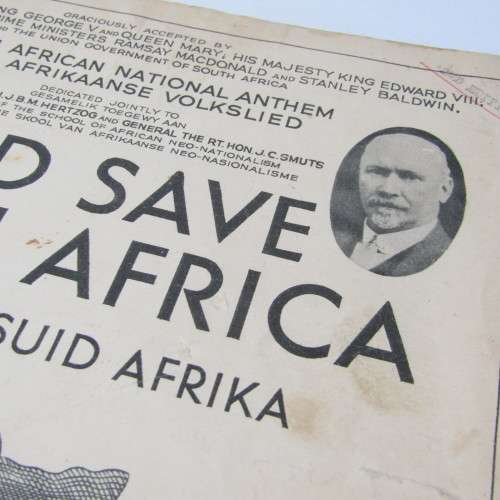 GRACIOUSLY ACCEPTED BY
GEORGE V AND QUEEN MARY; HIS MAJESTY KING EDWARD VIII;
MINISTERS RAMSAY MACDONALD AND STANLEY BALDWIN.
AND THE UNION GOVERNMENT OF SOUTH AFRICA
AFRICAN NATIONAL ANTHEM
AFRIKAANSE VOLKSLIED
DEDICATED JOINTLY TO
GESAMELIK TOEGEWY AAN
J.B.M. HERTZOG AND GENERAL THE RT. HON. J.C. SMUTS
OF THE SCHOOL OF AFRIKANER NEO-NATIONALISM
SKOOL VAN AFRIKAANSE NEO-NASIONALISME
SAVE
AFRICA
SUID AFRIKA